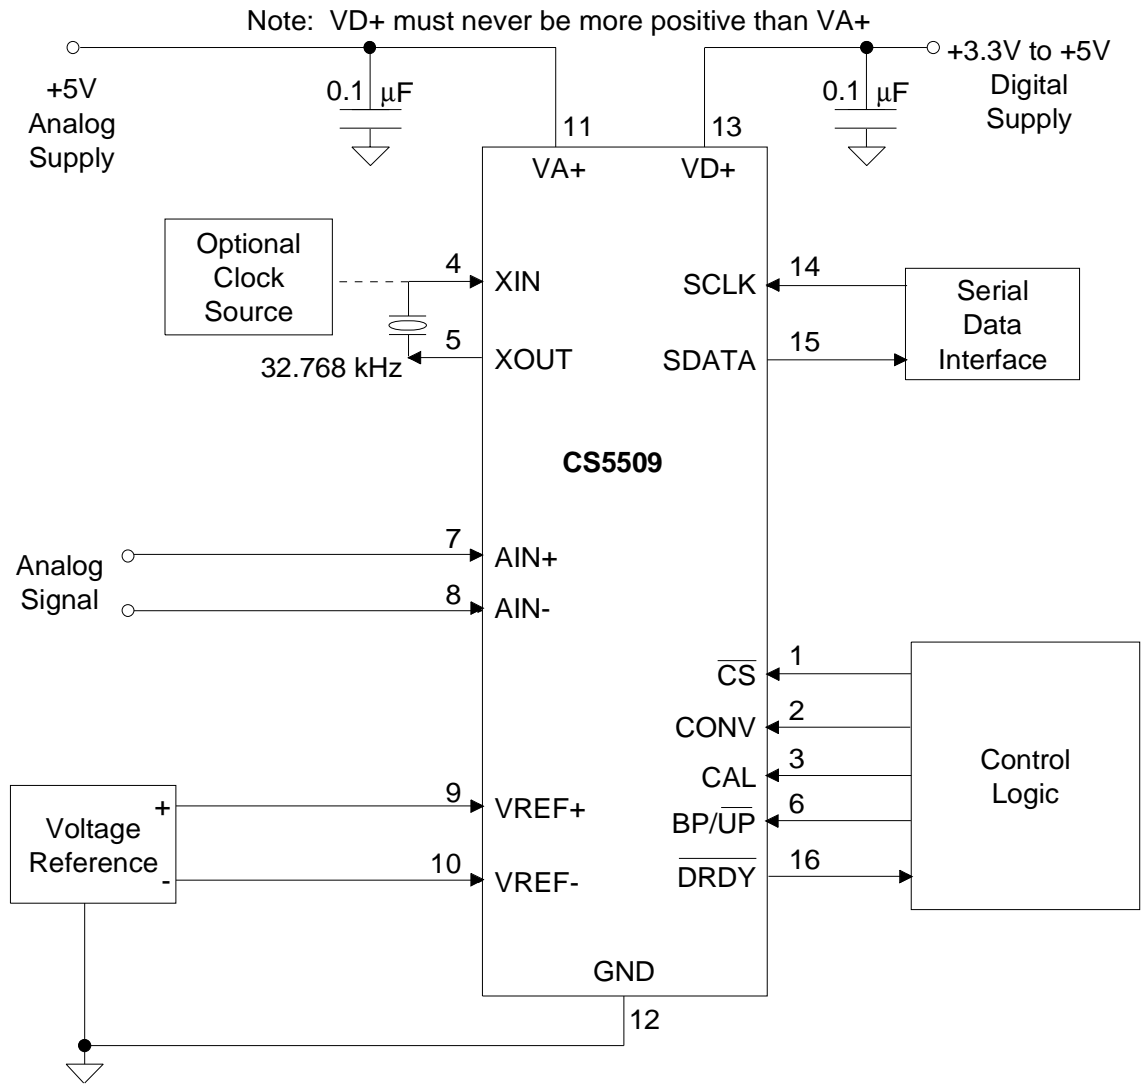 Note: VD+ must never be more positive than VA+
+5V
Analog
Supply
0.1 μF
11
13
0.1 μF
+3.3V to +5V
Digital
Supply
VA+
VD+
Optional
Clock
Source
4
XIN
5
XOUT
32.768 kHz
SCLK
14
SDATA
15
Serial
Data
Interface
CS5509
Analog
Signal
7
AIN+
8
AIN-
C̅S̅
1
CONV
2
CAL
3
BP/U̅P̅
6
D̅R̅D̅Y̅
16
Control
Logic
Voltage
Reference
+
-
9
VREF+
10
VREF-
GND
12